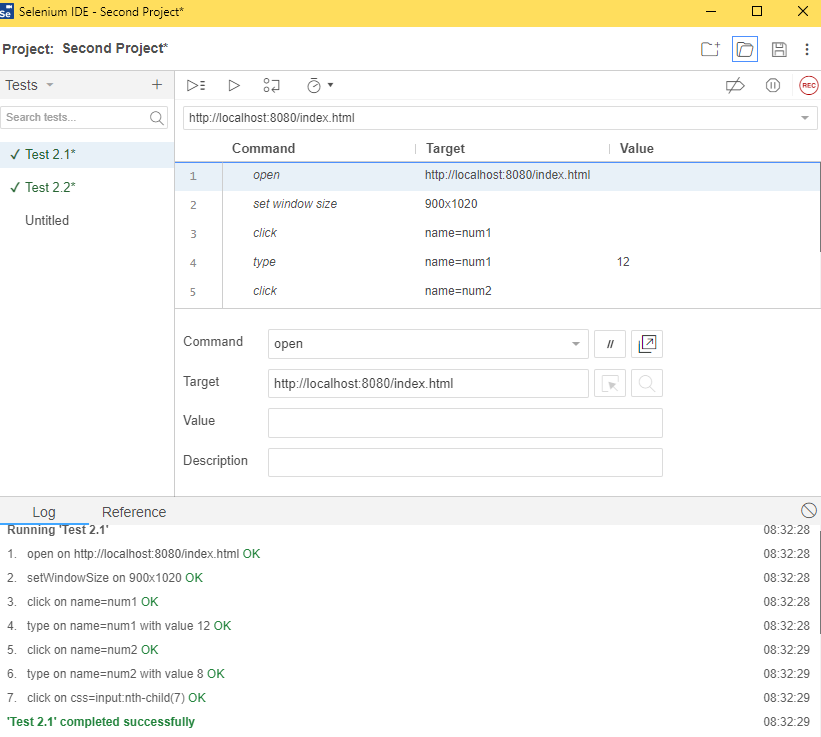 Se Selenium IDE - Second Project*
Project: Second Project*
Tests
REC
Search tests...
http://localhost:8080/index.html
Command Target Value
✓ Test 2.1*
✓ Test 2.2*
Untitled
1 open http://localhost:8080/index.html
2 set window size 900x1020
3 click name=num1
4 type name=num1 12
5 click name=num2
Command open //
Target http://localhost:8080/index.html
Value
Description
Log Reference
Running 'Test 2.1' 08:32:28
1. open on http://localhost:8080/index.html OK 08:32:28
2. setWindowSize on 900x1020 OK 08:32:28
3. click on name=num1 OK 08:32:28
4. type on name=num1 with value 12 OK 08:32:28
5. click on name=num2 OK 08:32:29
6. type on name=num2 with value 8 OK 08:32:29
7. click on css=input:nth-child(7) OK 08:32:29
'Test 2.1' completed successfully 08:32:29